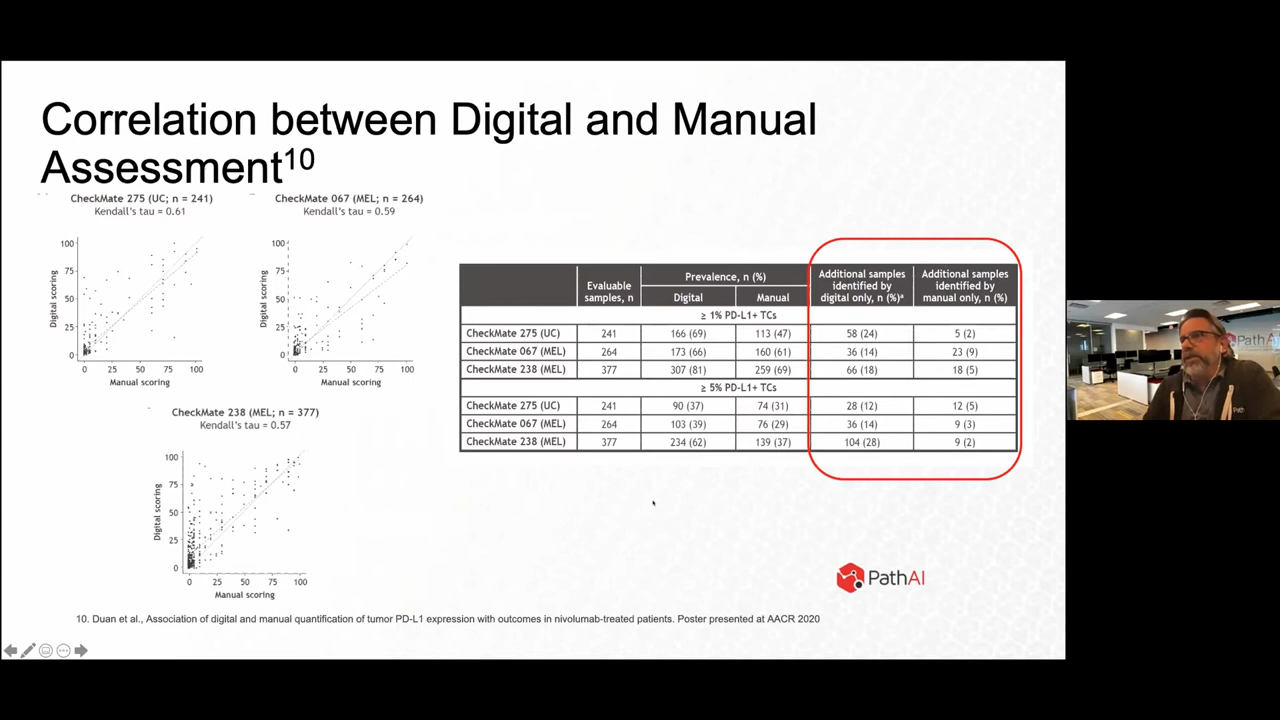 Correlation between Digital and Manual
Assessment10
CheckMate 275 (UC; n = 241)
Kendall's tau = 0.61
Digital scoring
100
75
50
25
0
0 25 50 75 100
Manual scoring
CheckMate 067 (MEL; n = 264)
Kendall's tau = 0.59
Digital scoring
100
75
50
25
0
0 25 50 75 100
Manual scoring
CheckMate 238 (MEL; n = 377)
Kendall's tau = 0.57
Digital scoring
100
75
50
25
0
0 25 50 75 100
Manual scoring
Evaluable
samples, n
Prevalence, n (%)
Digital Manual
Additional samples
identified by
digital only, n (%)a
Additional samples
identified by
manual only, n (%)
≥ 1% PD-L1+ TCs
CheckMate 275 (UC) 241 166 (69) 113 (47) 58 (24) 5 (2)
CheckMate 067 (MEL) 264 173 (66) 160 (61) 36 (14) 23 (9)
CheckMate 238 (MEL) 377 307 (81) 259 (69) 66 (18) 18 (5)
≥ 5% PD-L1+ TCs
CheckMate 275 (UC) 241 90 (37) 74 (31) 28 (12) 12 (5)
CheckMate 067 (MEL) 264 103 (39) 76 (29) 36 (14) 9 (3)
CheckMate 238 (MEL) 377 234 (62) 139 (37) 104 (28) 9 (2)
PathAI
10. Duan et al., Association of digital and manual quantification of tumor PD-L1 expression with outcomes in nivolumab-treated patients. Poster presented at AACR 2020
PathA
Path